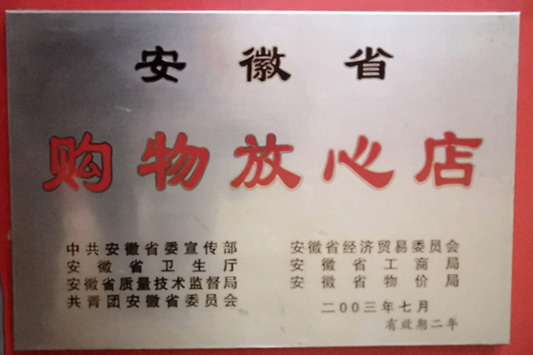 安徽省
购物放心店
中共安徽省委宣传部
安徽省卫生厅
安徽省质量技术监督局
共青团安徽省委员会
安徽省经济贸易委员会
安徽省工商局
安徽省物价局
二00三年七月
有效期二年